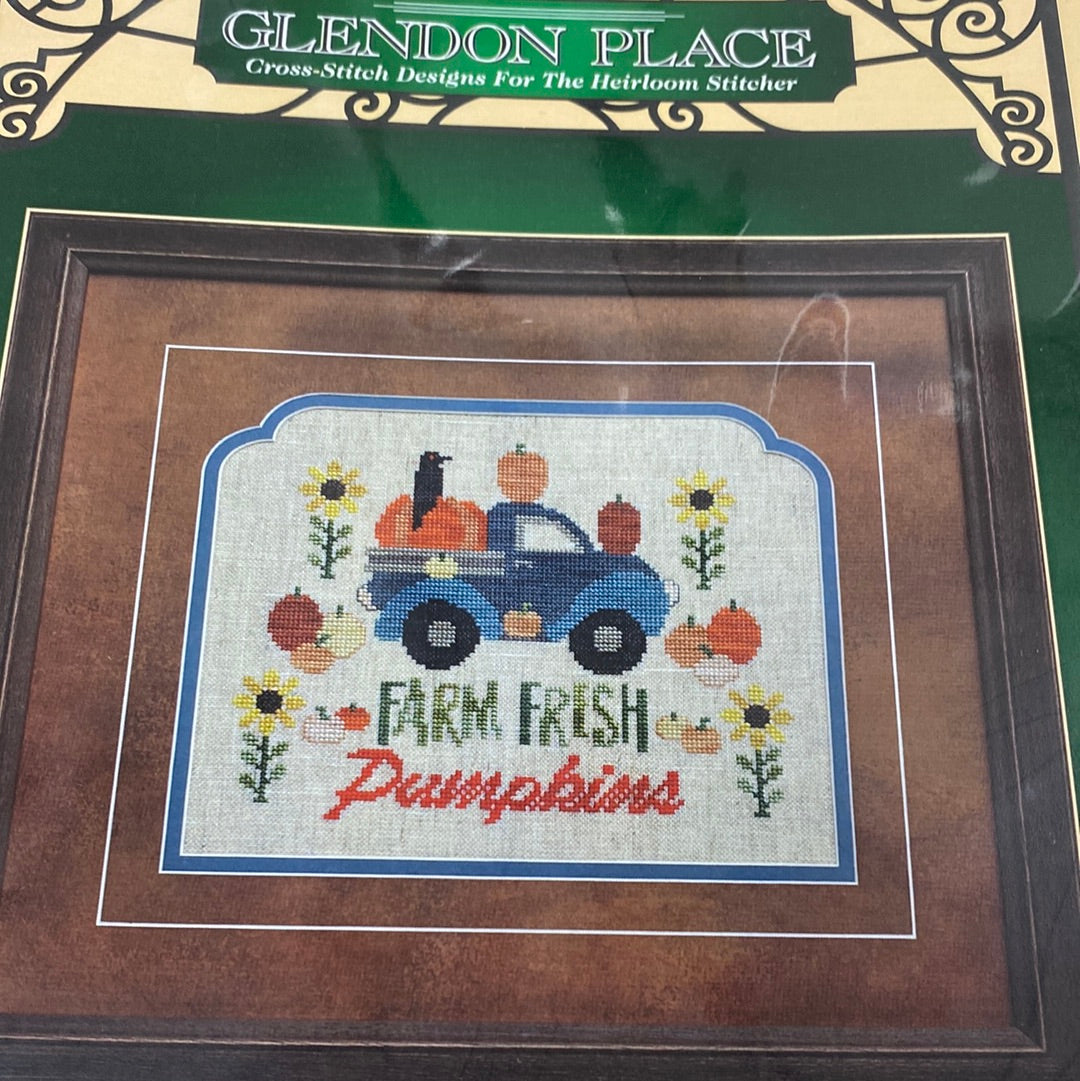 GLENDON PLACE
Cross-Stitch Designs For The Heirloom Stitcher
FARM FRESH
Pumpkins